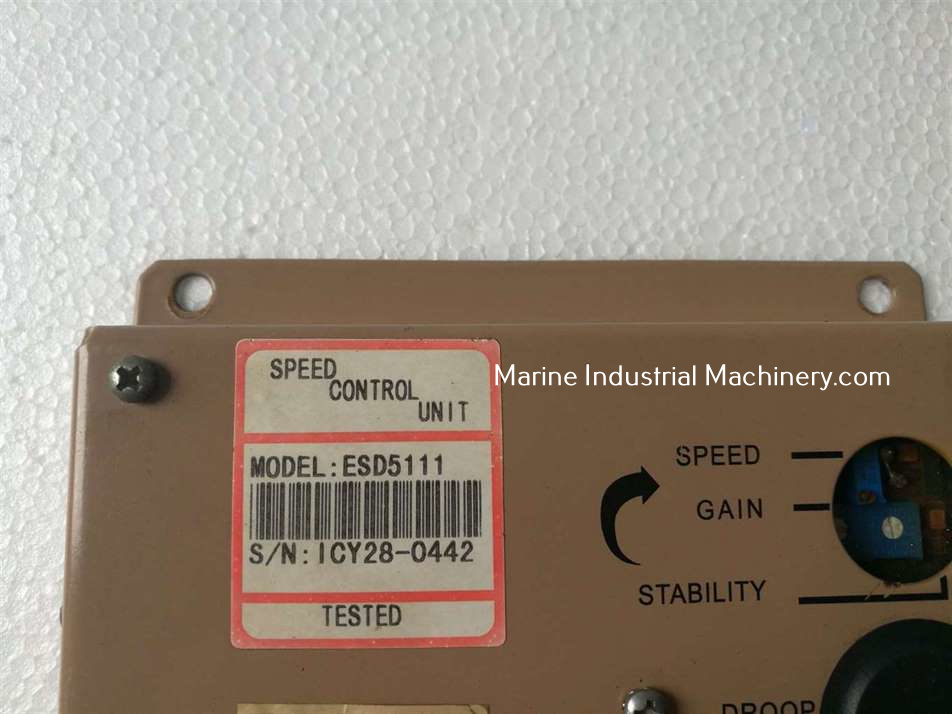 SPEED
CONTROL
UNIT
Marine Industrial Machinery.com
MODEL:ESD5111
S/N:ICY28-0442
TESTED
SPEED
GAIN
STABILITY
DROOP